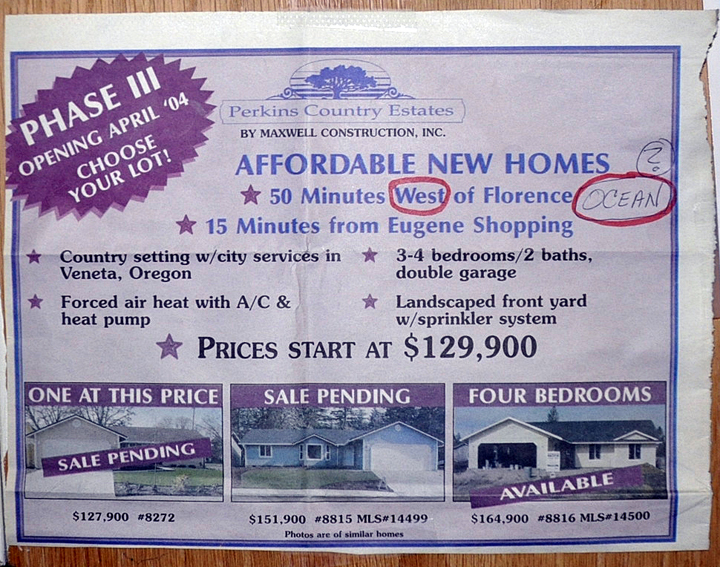 PHASE III
OPENING APRIL '04
CHOOSE
YOUR LOT!
Perkins Country Estates
BY MAXWELL CONSTRUCTION, INC.
AFFORDABLE NEW HOMES
?
50 Minutes West of Florence
OCEAN
15 Minutes from Eugene Shopping
Country setting w/city services in
Veneta, Oregon
Forced air heat with A/C &
heat pump
3-4 bedrooms/2 baths,
double garage
Landscaped front yard
w/sprinkler system
PRICES START AT $129,900
ONE AT THIS PRICE
SALE PENDING
$127,900 #8272
SALE PENDING
$151,900 #8815 MLS#14499
FOUR BEDROOMS
AVAILABLE
$164,900 #8816 MLS#14500
Photos are of similar homes